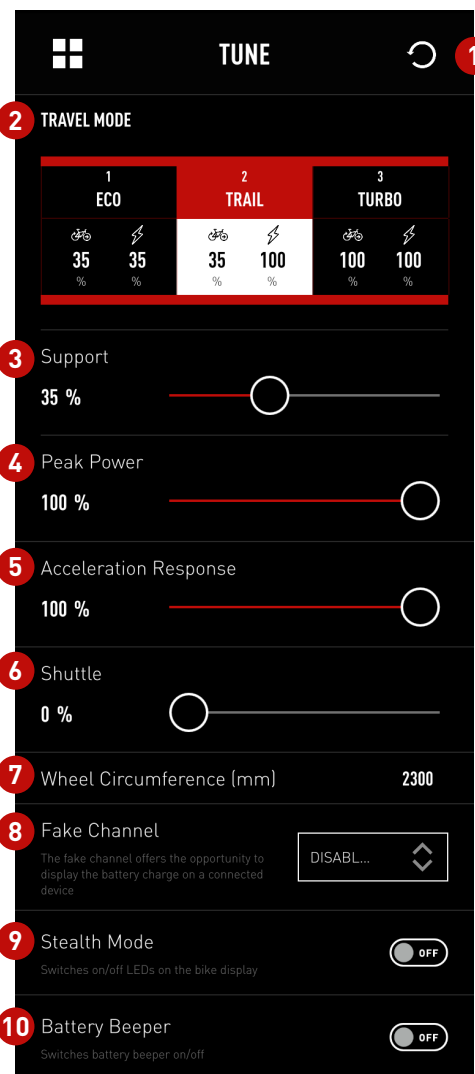 TUNE
1
2 TRAVEL MODE
1 2 3
ECO TRAIL TURBO
35 35 35 100 100 100
% % % % % %
3 Support
35 %
4 Peak Power
100 %
5 Acceleration Response
100 %
6 Shuttle
0 %
7 Wheel Circumference (mm) 2300
8 Fake Channel
The fake channel offers the opportunity to
display the battery charge on a connected
device
DISABL...
9 Stealth Mode
Switches on/off LEDs on the bike display
OFF
10 Battery Beeper
Switches battery beeper on/off
OFF